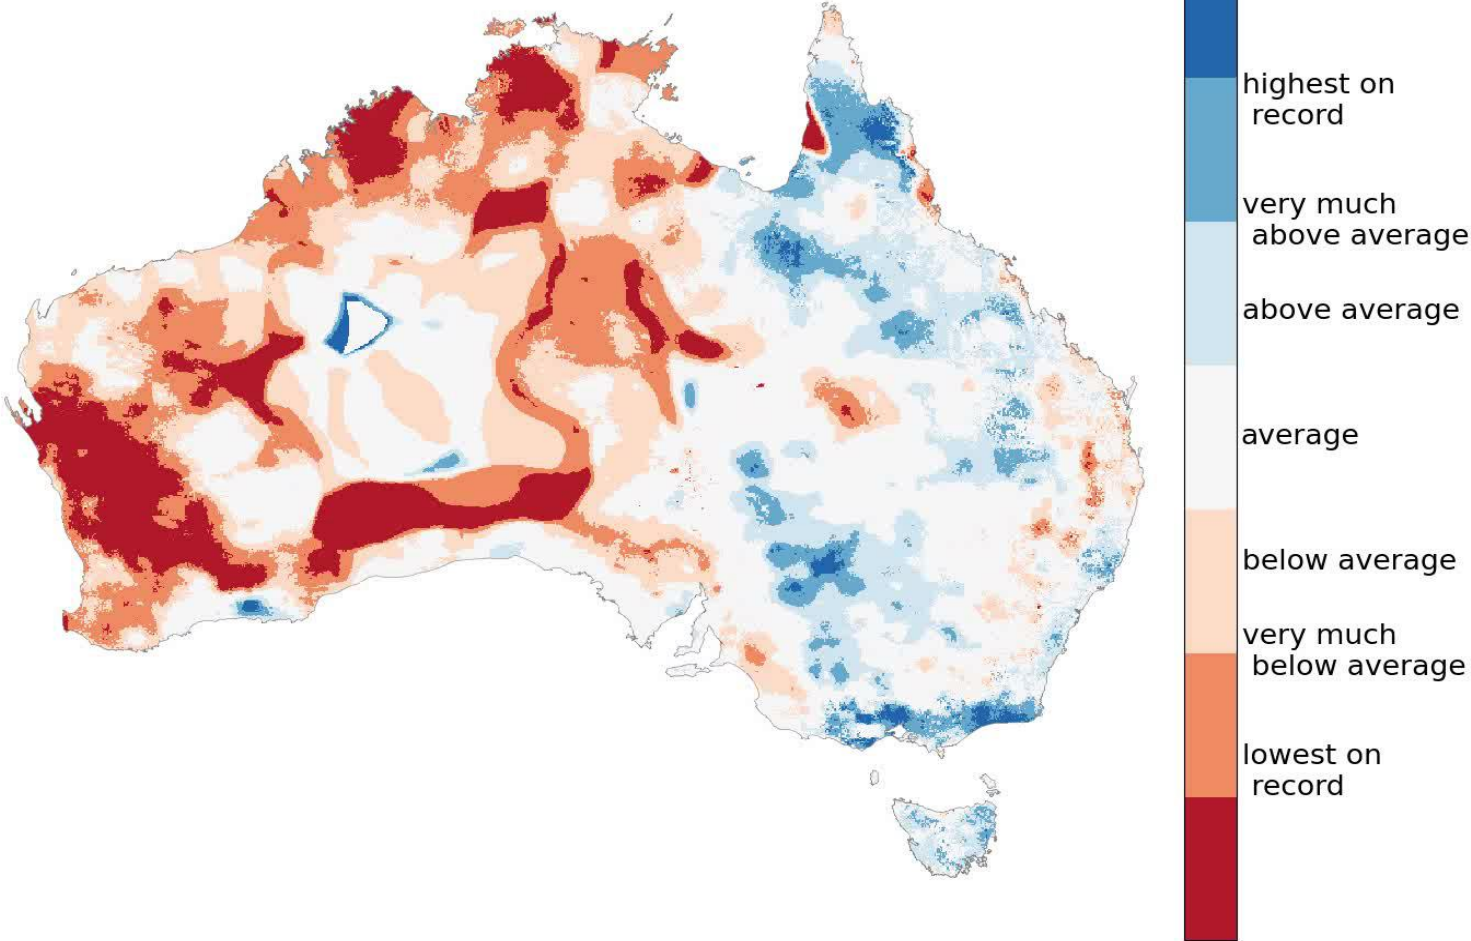 highest on
record
very much
above average
above average
average
below average
very much
below average
lowest on
record